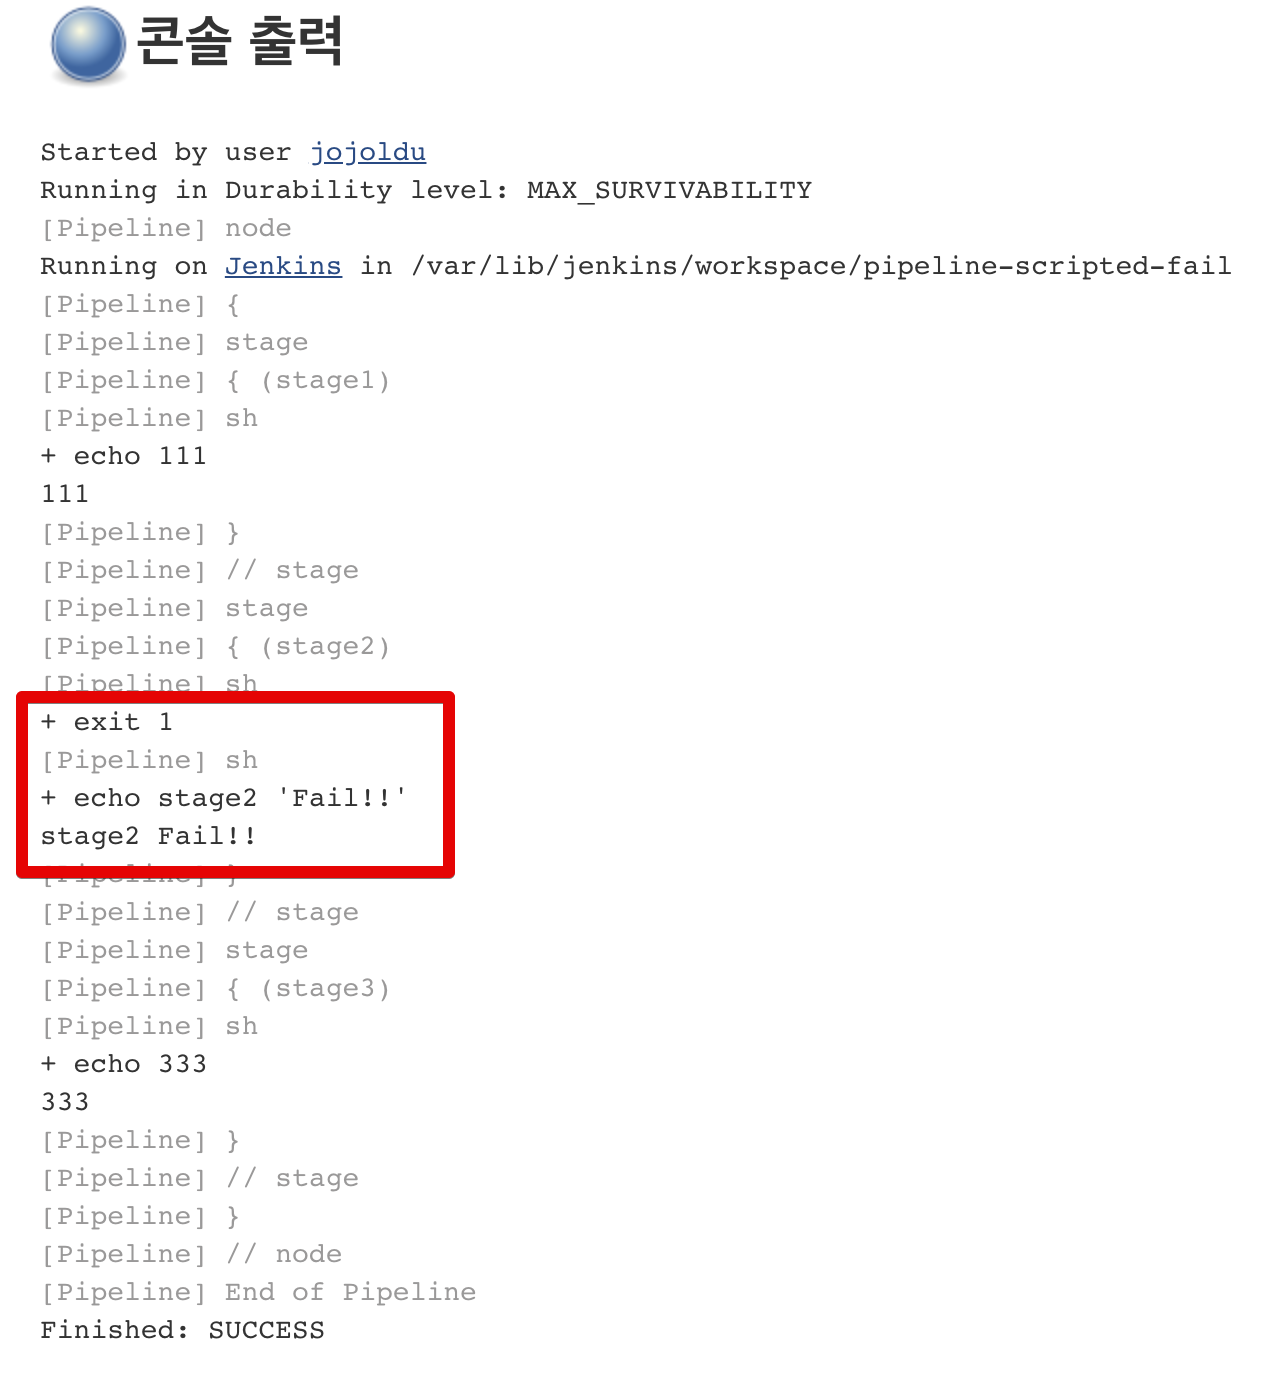 콘솔 출력
Started by user jojoldu
Running in Durability level: MAX_SURVIVABILITY
[Pipeline] node
Running on Jenkins in /var/lib/jenkins/workspace/pipeline-scripted-fail
[Pipeline] {
[Pipeline] stage
[Pipeline] { (stage1)
[Pipeline] sh
+ echo 111
111
[Pipeline] }
[Pipeline] // stage
[Pipeline] stage
[Pipeline] { (stage2)
[Pipeline] sh
+ exit 1
[Pipeline] sh
+ echo stage2 'Fail!!'
stage2 Fail!!
[Pipeline] }
[Pipeline] // stage
[Pipeline] stage
[Pipeline] { (stage3)
[Pipeline] sh
+ echo 333
333
[Pipeline] }
[Pipeline] // stage
[Pipeline] }
[Pipeline] // node
[Pipeline] End of Pipeline
Finished: SUCCESS